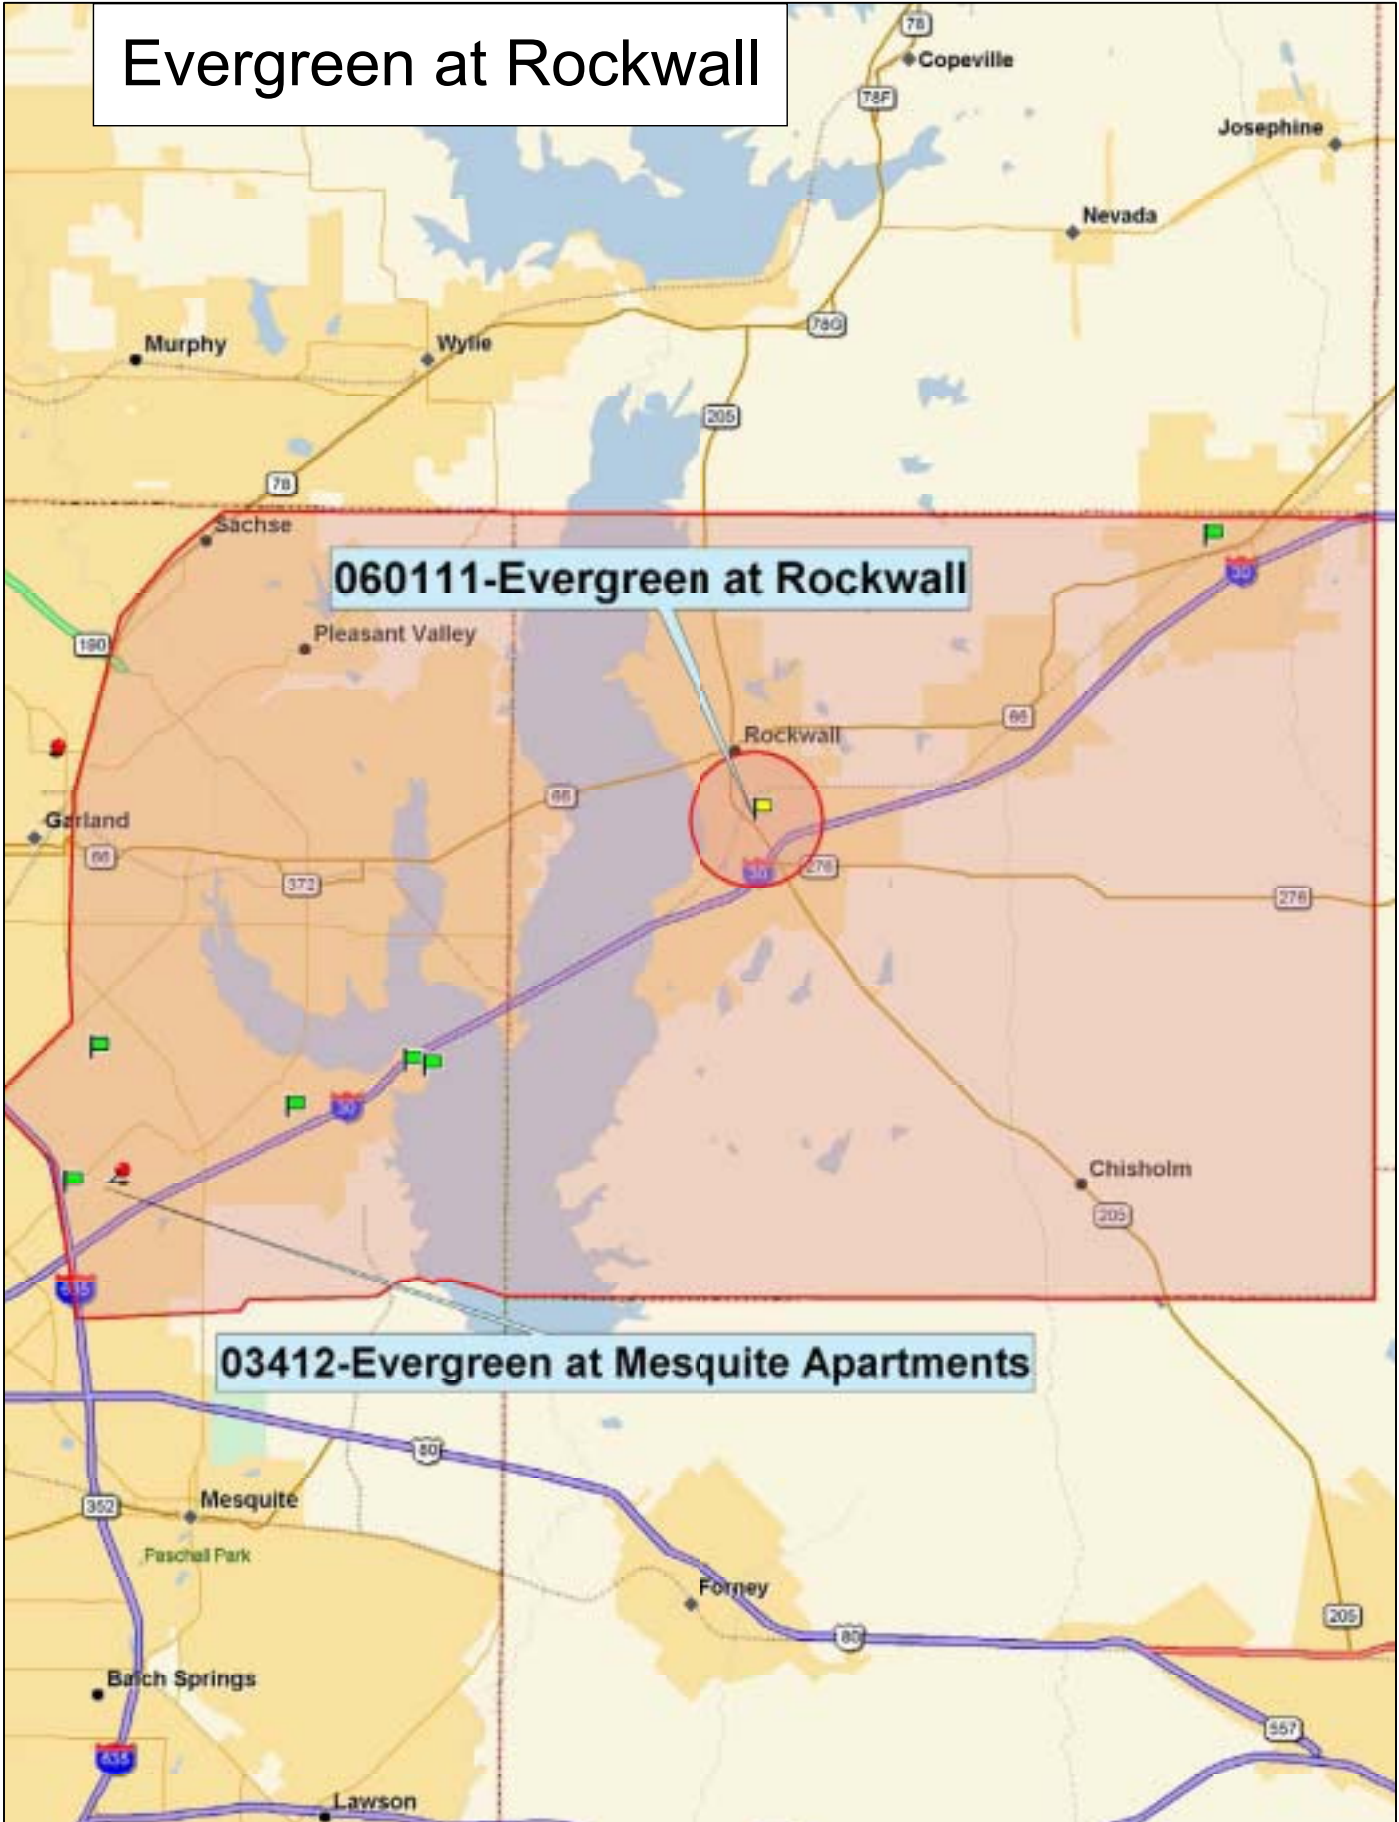 Evergreen at Rockwall
78
Copeville
78F
Josephine
Nevada
78G
Murphy
Wylie
205
78
Sachse
060111-Evergreen at Rockwall
30
190
Pleasant Valley
66
Rockwall
66
Garland
66
372
30
276
276
30
Chisholm
205
635
03412-Evergreen at Mesquite Apartments
80
352
Mesquite
Paschall Park
Forney
205
80
Balch Springs
557
635
Lawson